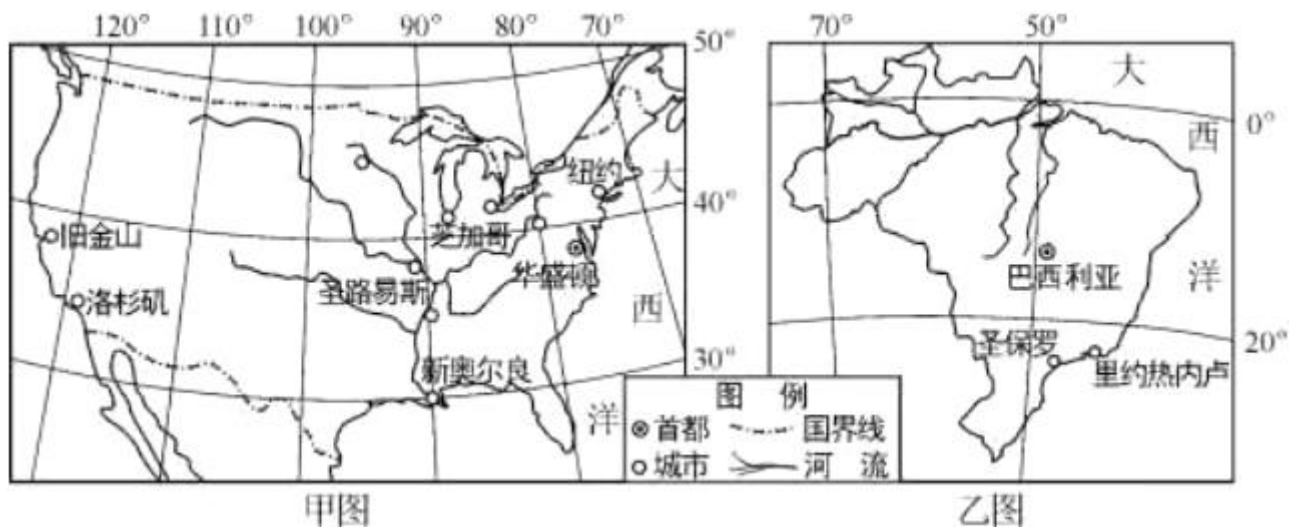 120° 110° 100° 90° 80° 70° 50°
70° 50°
大
西
洋
0°
纽约
大
40°
旧金山
芝加哥
华盛顿
巴西利亚
洛杉矶
圣路易斯
西
圣保罗
20°
新奥尔良
30°
里约热内卢
洋
图 例
首都 国界线
城市 河 流
甲图
乙图